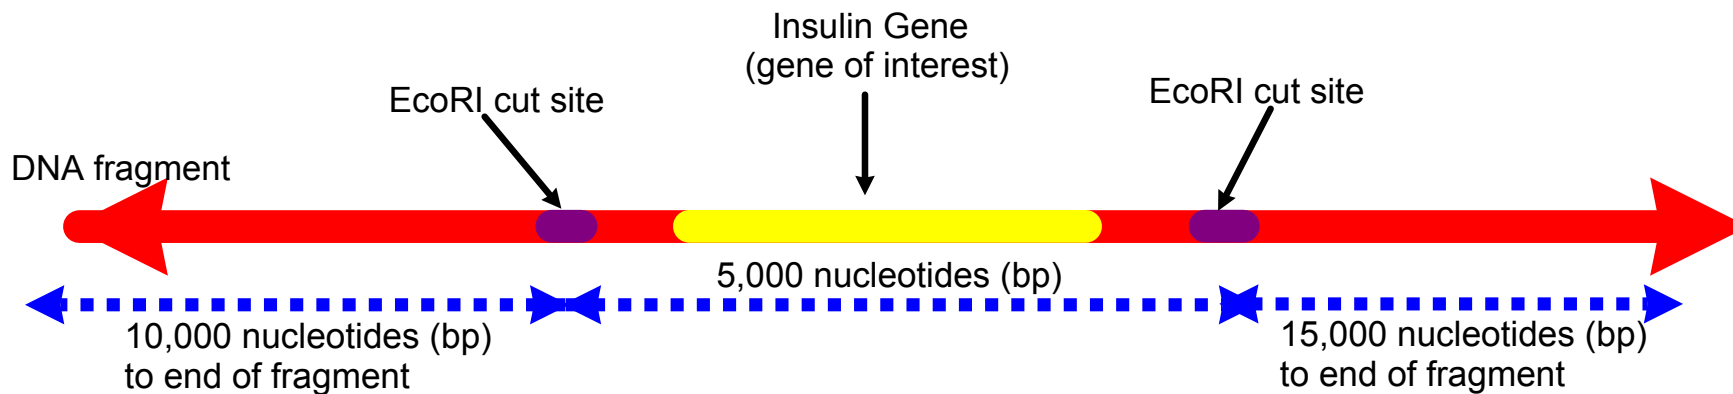 Insulin Gene
(gene of interest)
EcoRI cut site
EcoRI cut site
DNA fragment
5,000 nucleotides (bp)
10,000 nucleotides (bp)
to end of fragment
15,000 nucleotides (bp)
to end of fragment